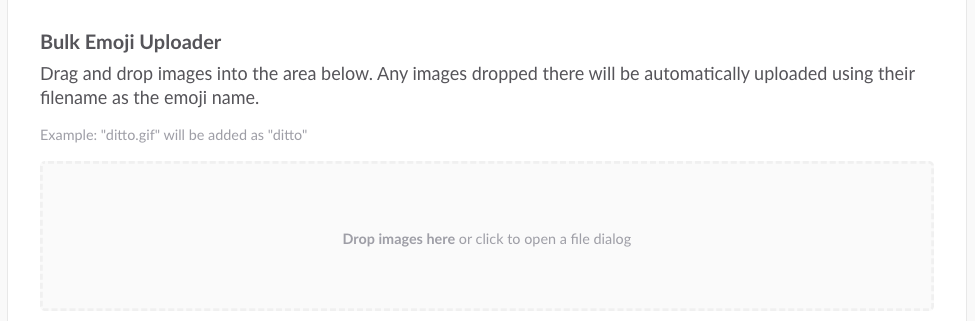 Bulk Emoji Uploader
Drag and drop images into the area below. Any images dropped there will be automatically uploaded using their
filename as the emoji name.
Example: "ditto.gif" will be added as "ditto"
Drop images here or click to open a file dialog